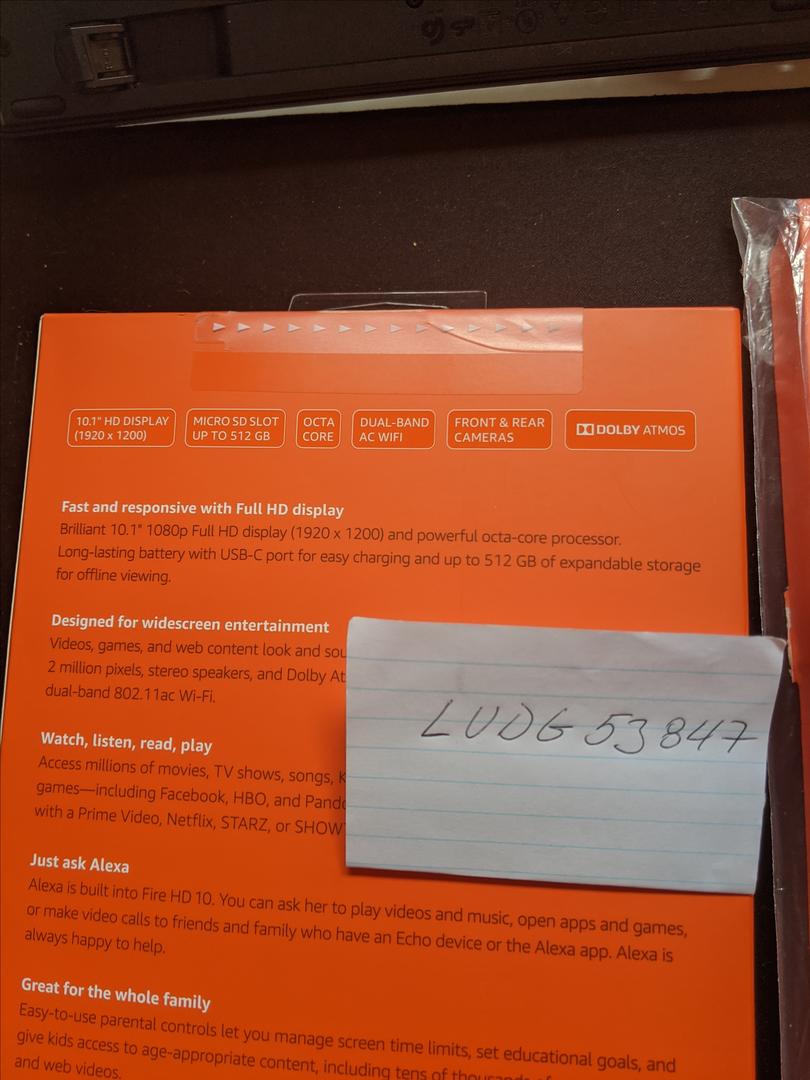 10.1" HD DISPLAY
(1920 x 1200)
MICRO SD SLOT
UP TO 512 GB
OCTA
CORE
DUAL-BAND
AC WIFI
FRONT & REAR
CAMERAS
DOLBY ATMOS
Fast and responsive with Full HD display
Brilliant 10.1" 1080p Full HD display (1920 x 1200) and powerful octa-core processor.
Long-lasting battery with USB-C port for easy charging and up to 512 GB of expandable storage
for offline viewing.
Designed for widescreen entertainment
Videos, games, and web content look and
2 million pixels, stereo speakers, and Dolby
dual-band 802.11ac Wi-Fi.
Watch, listen, read, play
Access millions of movies, TV shows, songs,
games—including Facebook, HBO, and
with a Prime Video, Netflix, STARZ, or
LUDG53847
Just ask Alexa
Alexa is built into Fire HD 10. You can ask her to play videos and music, open apps and games,
or make video calls to friends and family who have an Echo device or the Alexa app. Alexa is
always happy to help.
Great for the whole family
Easy-to-use parental controls let you manage screen time limits, set educational goals, and
give kids access to age-appropriate content, including tens of thousands of
and web videos.